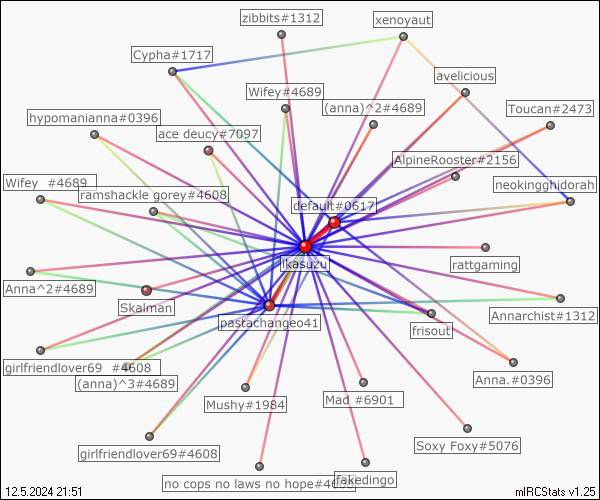 zibbits#1312
xenoyaut
Cypha#1717
avelicious
Wifey#4689
(anna)^2#4689
Toucan#2473
hypomanianna#0396
ace deucy#7097
AlpineRooster#2156
Wifey  #4689
neokingghidorah
ramshackle gorey#4608
default#0617
ikasuzu
rattgaming
Anna^2#4689
Skalman
Annarchist#1312
pastachangeo41
frisout
girlfriendlover69  #4608
(anna)^3#4689
Anna.#0396
Mushy#1984
Mad #6901
girlfriendlover69#4608
Soxy Foxy#5076
no cops no laws no hope#4689
fakedingo
12.5.2024 21:51
mIRCStats v1.25